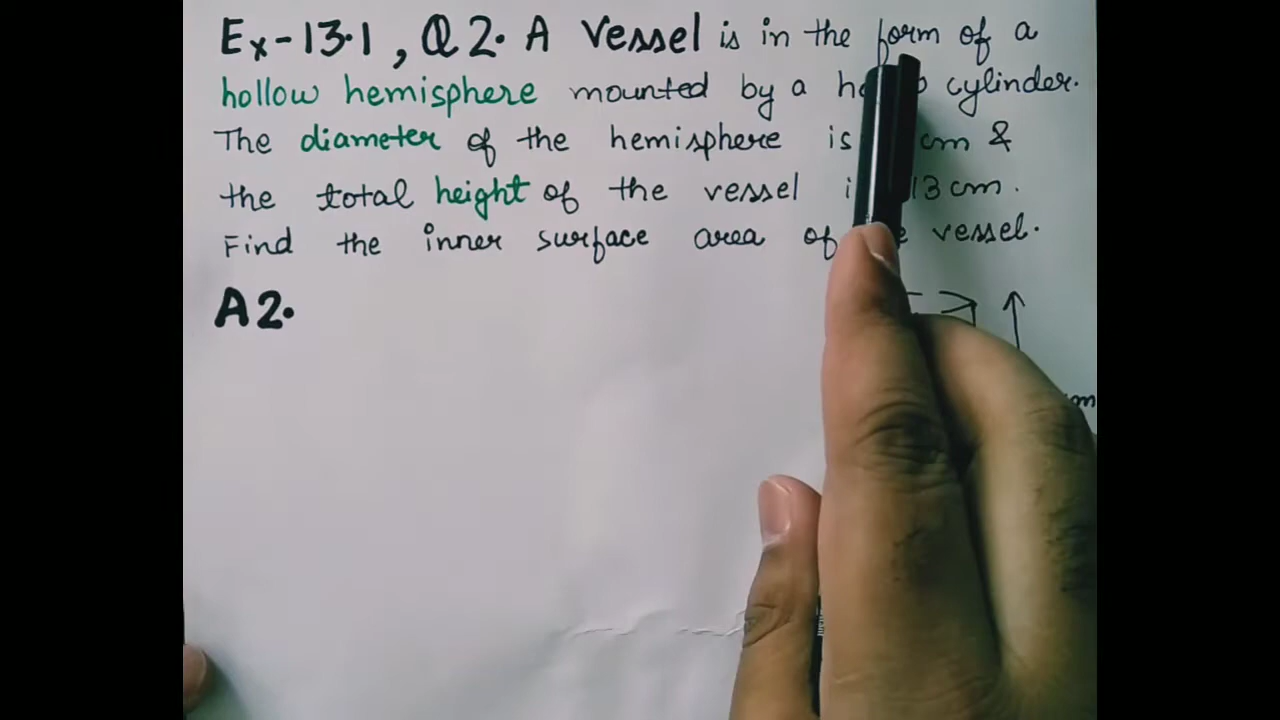 Ex-13.1, Q2. A Vessel is in the form of a
hollow hemisphere mounted by a cylinder.
The diameter of the hemisphere is cm &
the total height of the vessel 13 cm.
Find the inner surface area of vessel.
A2.
cm